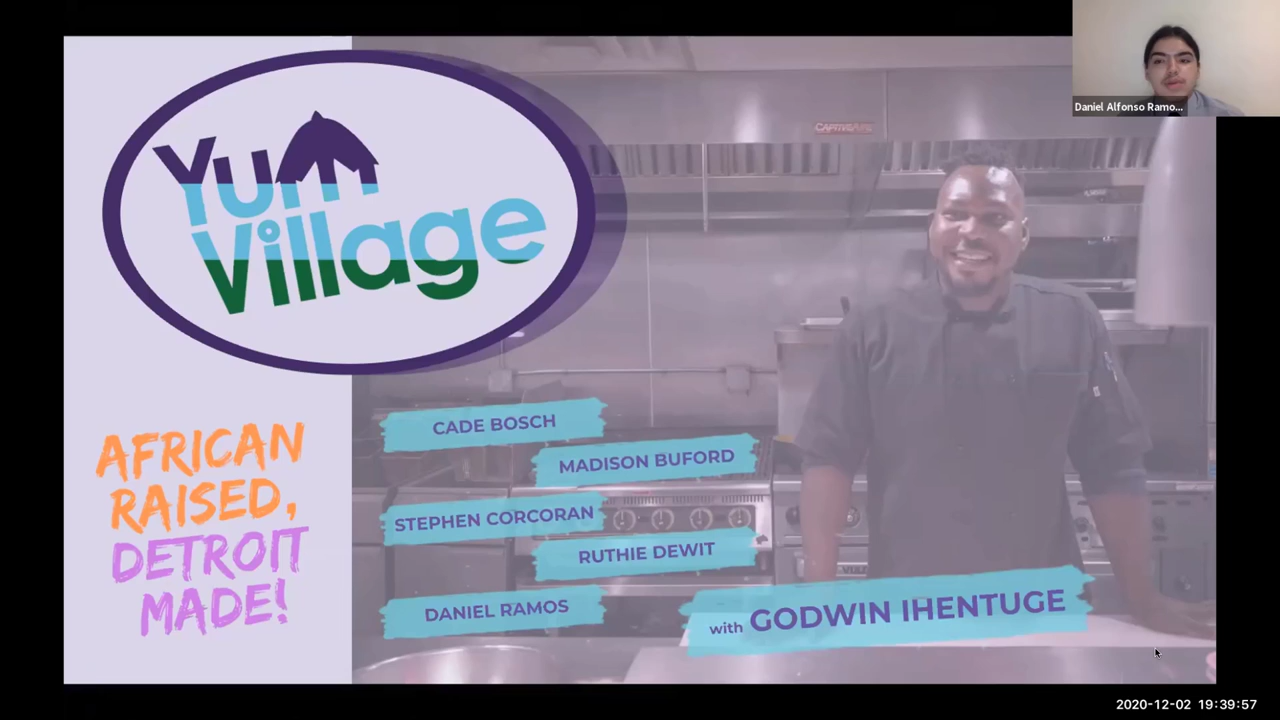 Yum
Village
AFRICAN
RAISED,
DETROIT
MADE!
CADE BOSCH
MADISON BUFORD
STEPHEN CORCORAN
RUTHIE DEWIT
DANIEL RAMOS
with GODWIN IHENTUGE
CAPTIVEAIRE
Daniel Alfonso Ramo...
2020-12-02 19:39:57